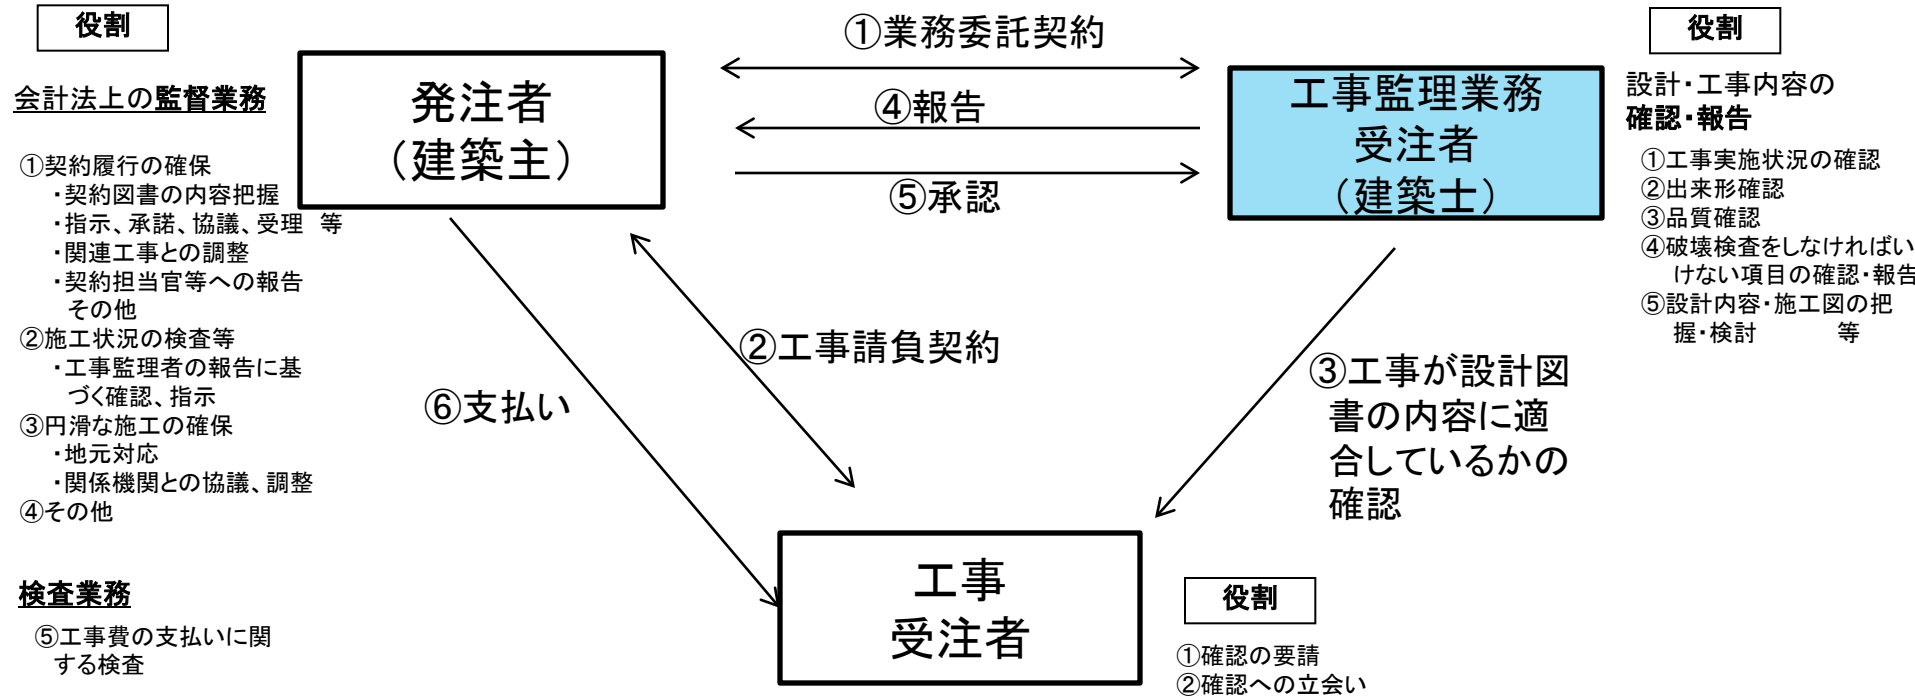 役割
会計法上の監督業務
①契約履行の確保
・契約図書の内容把握
・指示、承諾、協議、受理 等
・関連工事との調整
・契約担当官等への報告
その他
②施工状況の検査等
・工事監理者の報告に基
づく確認、指示
③円滑な施工の確保
・地元対応
・関係機関との協議、調整
④その他
検査業務
⑤工事費の支払いに関
する検査
発注者
（建築主）
①業務委託契約
④報告
⑤承認
工事監理業務
受注者
（建築士）
②工事請負契約
⑥支払い
③工事が設計図
書の内容に適
合しているかの
確認
工事
受注者
役割
設計・工事内容の
確認・報告
①工事実施状況の確認
②出来形確認
③品質確認
④破壊検査をしなければい
けない項目の確認・報告
⑤設計内容・施工図の把
握・検討 等
役割
①確認の要請
②確認への立会い